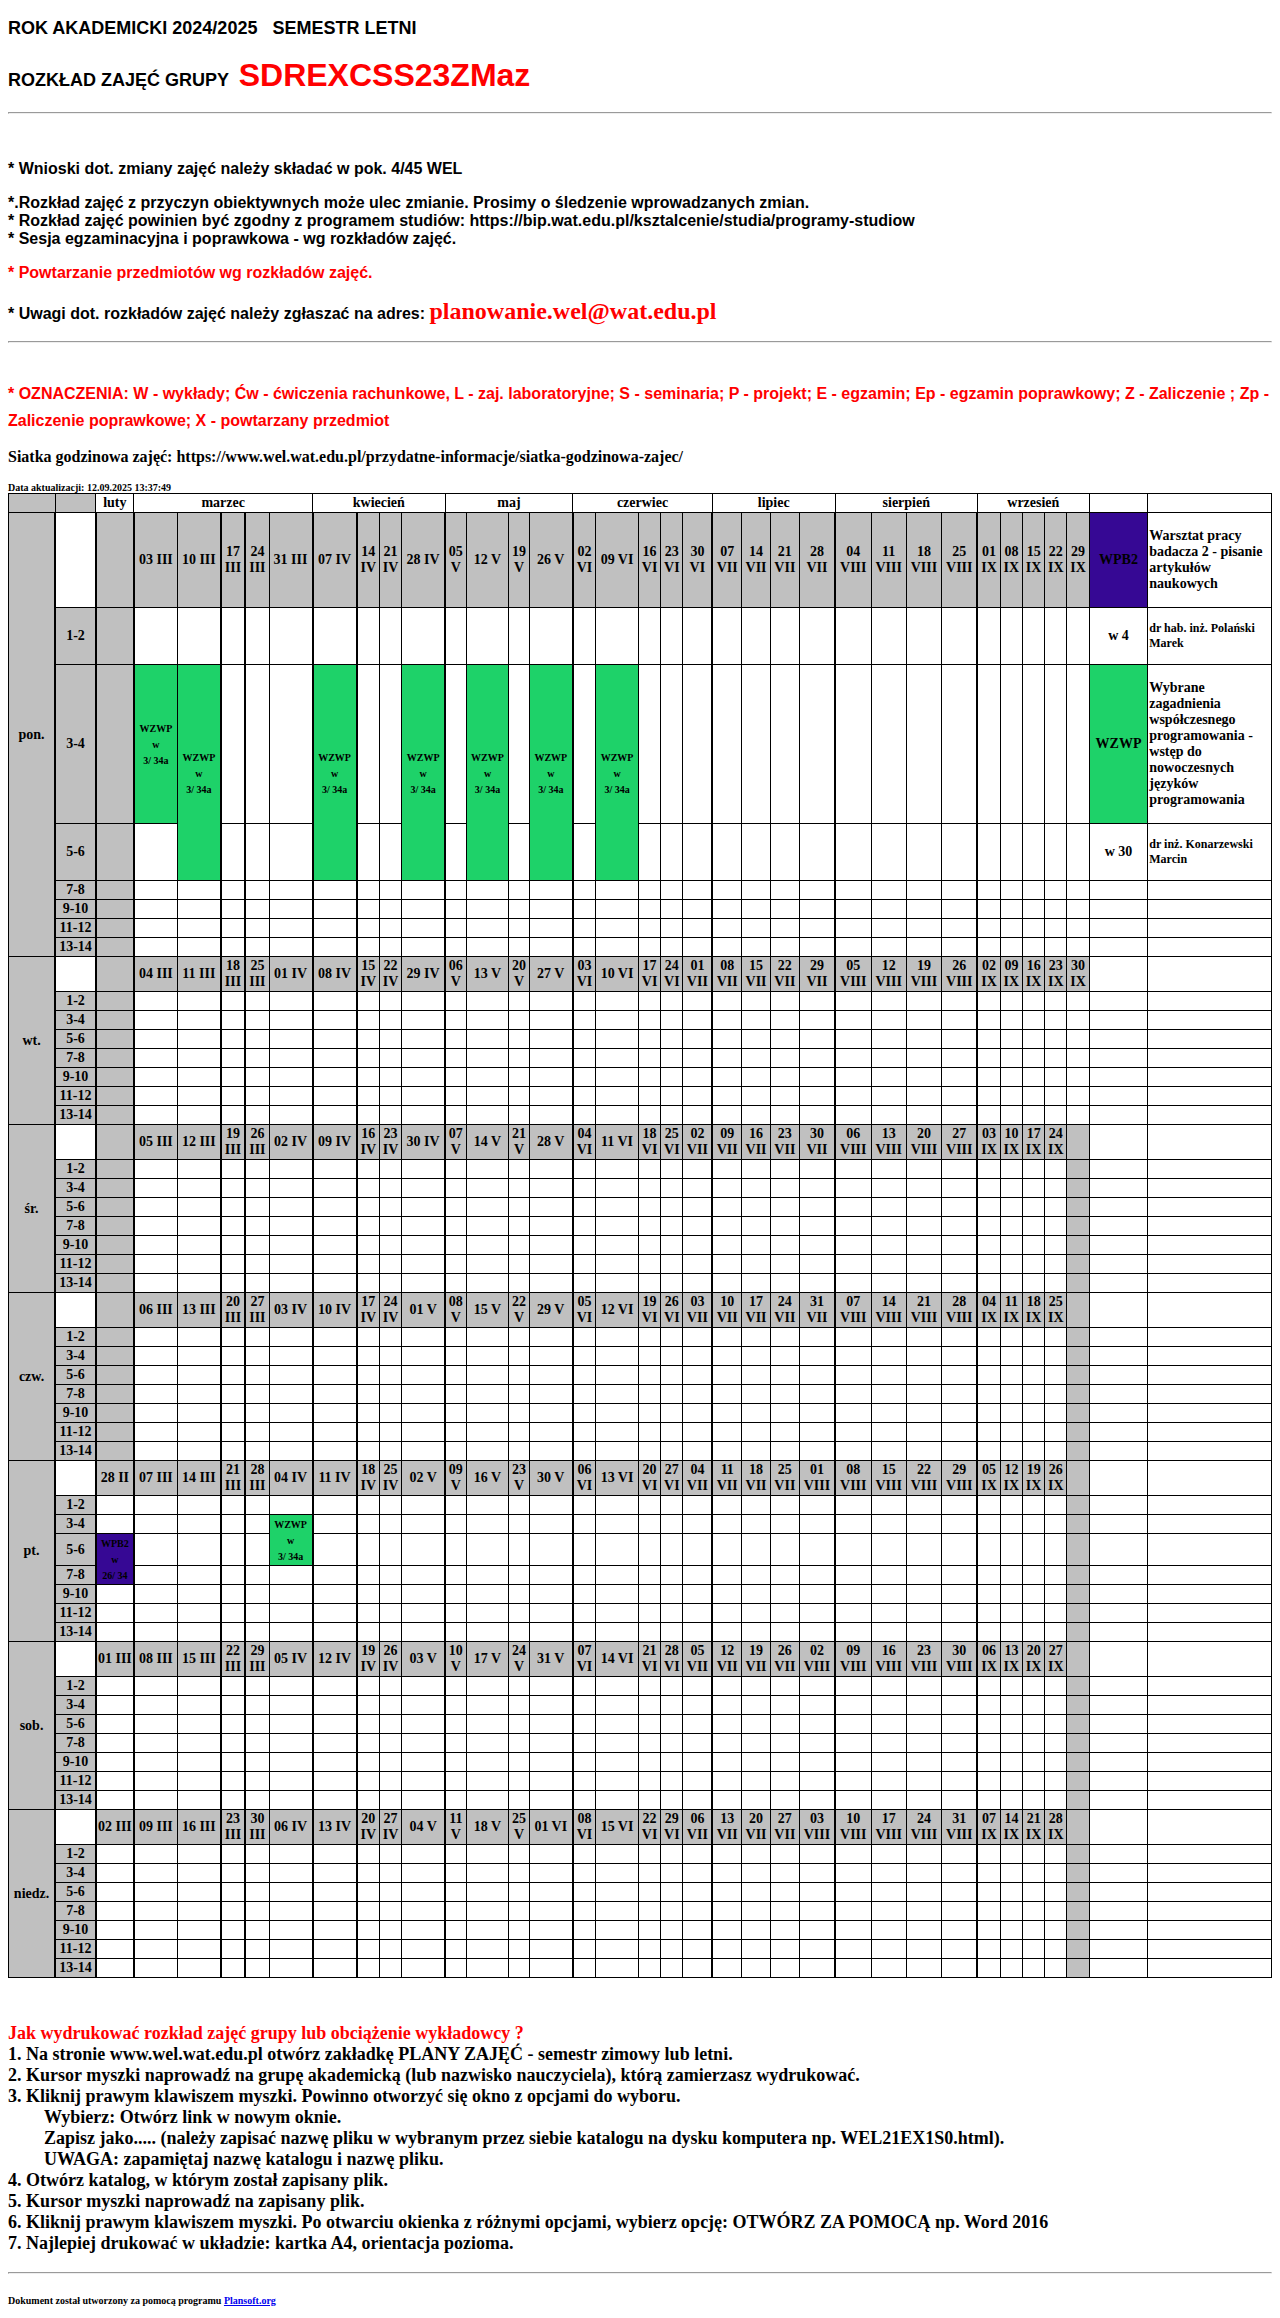 ROK AKADEMICKI 2024/2025 SEMESTR LETNI
ROZKŁAD ZAJĘĆ GRUPY SDREXCSS23ZMaz
* Wnioski dot. zmiany zajęć należy składać w pok. 4/45 WEL
*.Rozkład zajęć z przyczyn obiektywnych może ulec zmianie. Prosimy o śledzenie wprowadzanych zmian.
* Rozkład zajęć powinien być zgodny z programem studiów: https://bip.wat.edu.pl/ksztalcenie/studia/programy-studiow
* Sesja egzaminacyjna i poprawkowa - wg rozkładów zajęć.
* Powtarzanie przedmiotów wg rozkładów zajęć.
* Uwagi dot. rozkładów zajęć należy zgłaszać na adres: planowanie.wel@wat.edu.pl
* OZNACZENIA: W - wykłady; Ćw - ćwiczenia rachunkowe, L - zaj. laboratoryjne; S - seminaria; P - projekt; E - egzamin; Ep - egzamin poprawkowy; Z - Zaliczenie ; Zp -
Zaliczenie poprawkowe; X - powtarzany przedmiot
Siatka godzinowa zajęć: https://www.wel.wat.edu.pl/przydatne-informacje/siatka-godzinowa-zajec/
Data aktualizacji: 12.09.2025 13:37:49
luty marzec kwiecień maj czerwiec lipiec sierpień wrzesień
pon. 03 III 10 III 17 III 24 III 31 III 07 IV 14 IV 21 IV 28 IV 05 V 12 V 19 V 26 V 02 VI 09 VI 16 VI 23 VI 30 VI 07 VII 14 VII 21 VII 28 VII 04 VIII 11 VIII 18 VIII 25 VIII 01 IX 08 IX 15 IX 22 IX 29 IX WPB2 Warsztat pracy badacza 2 - pisanie artykułów naukowych
1-2 w 4 dr hab. inż. Polański Marek
3-4 WZWP w 3/ 34a WZWP w 3/ 34a WZWP w 3/ 34a WZWP w 3/ 34a WZWP w 3/ 34a WZWP w 3/ 34a WZWP w 3/ 34a WZWP Wybrane zagadnienia współczesnego programowania - wstęp do nowoczesnych języków programowania
5-6 w 30 dr inż. Konarzewski Marcin
7-8
9-10
11-12
13-14
wt. 04 III 11 III 18 III 25 III 01 IV 08 IV 15 IV 22 IV 29 IV 06 V 13 V 20 V 27 V 03 VI 10 VI 17 VI 24 VI 01 VII 08 VII 15 VII 22 VII 29 VII 05 VIII 12 VIII 19 VIII 26 VIII 02 IX 09 IX 16 IX 23 IX 30 IX
1-2
3-4
5-6
7-8
9-10
11-12
13-14
śr. 05 III 12 III 19 III 26 III 02 IV 09 IV 16 IV 23 IV 30 IV 07 V 14 V 21 V 28 V 04 VI 11 VI 18 VI 25 VI 02 VII 09 VII 16 VII 23 VII 30 VII 06 VIII 13 VIII 20 VIII 27 VIII 03 IX 10 IX 17 IX 24 IX
1-2
3-4
5-6
7-8
9-10
11-12
13-14
czw. 06 III 13 III 20 III 27 III 03 IV 10 IV 17 IV 24 IV 01 V 08 V 15 V 22 V 29 V 05 VI 12 VI 19 VI 26 VI 03 VII 10 VII 17 VII 24 VII 31 VII 07 VIII 14 VIII 21 VIII 28 VIII 04 IX 11 IX 18 IX 25 IX
1-2
3-4
5-6
7-8
9-10
11-12
13-14
pt. 28 II 07 III 14 III 21 III 28 III 04 IV 11 IV 18 IV 25 IV 02 V 09 V 16 V 23 V 30 V 06 VI 13 VI 20 VI 27 VI 04 VII 11 VII 18 VII 25 VII 01 VIII 08 VIII 15 VIII 22 VIII 29 VIII 05 IX 12 IX 19 IX 26 IX
1-2
3-4 WZWP w 3/ 34a
5-6 WPB2 w 26/ 34
7-8
9-10
11-12
13-14
sob. 01 III 08 III 15 III 22 III 29 III 05 IV 12 IV 19 IV 26 IV 03 V 10 V 17 V 24 V 31 V 07 VI 14 VI 21 VI 28 VI 05 VII 12 VII 19 VII 26 VII 02 VIII 09 VIII 16 VIII 23 VIII 30 VIII 06 IX 13 IX 20 IX 27 IX
1-2
3-4
5-6
7-8
9-10
11-12
13-14
niedz. 02 III 09 III 16 III 23 III 30 III 06 IV 13 IV 20 IV 27 IV 04 V 11 V 18 V 25 V 01 VI 08 VI 15 VI 22 VI 29 VI 06 VII 13 VII 20 VII 27 VII 03 VIII 10 VIII 17 VIII 24 VIII 31 VIII 07 IX 14 IX 21 IX 28 IX
1-2
3-4
5-6
7-8
9-10
11-12
13-14
Jak wydrukować rozkład zajęć grupy lub obciążenie wykładowcy ?
1. Na stronie www.wel.wat.edu.pl otwórz zakładkę PLANY ZAJĘĆ - semestr zimowy lub letni.
2. Kursor myszki naprowadź na grupę akademicką (lub nazwisko nauczyciela), którą zamierzasz wydrukować.
3. Kliknij prawym klawiszem myszki. Powinno otworzyć się okno z opcjami do wyboru.
Wybierz: Otwórz link w nowym oknie.
Zapisz jako..... (należy zapisać nazwę pliku w wybranym przez siebie katalogu na dysku komputera np. WEL21EX1S0.html).
UWAGA: zapamiętaj nazwę katalogu i nazwę pliku.
4. Otwórz katalog, w którym został zapisany plik.
5. Kursor myszki naprowadź na zapisany plik.
6. Kliknij prawym klawiszem myszki. Po otwarciu okienka z różnymi opcjami, wybierz opcję: OTWÓRZ ZA POMOCĄ np. Word 2016
7. Najlepiej drukować w układzie: kartka A4, orientacja pozioma.
Dokument został utworzony za pomocą programu Plansoft.org